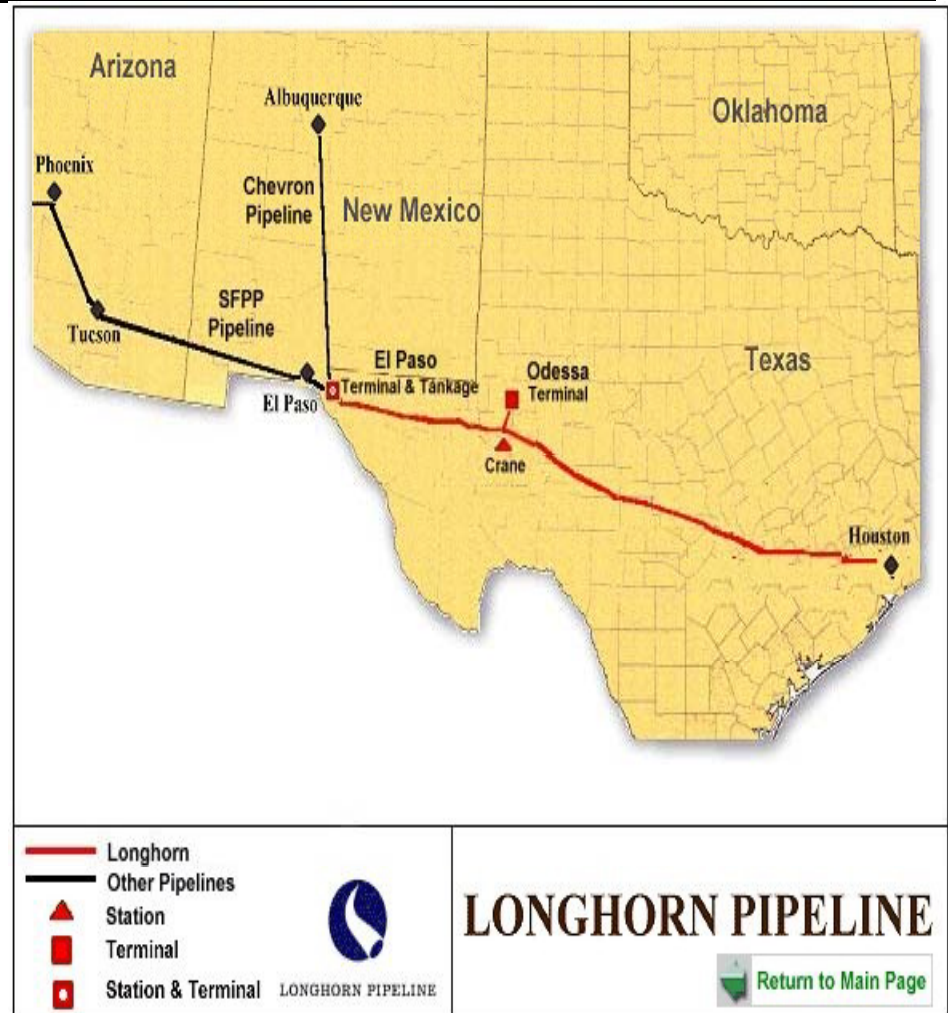 Arizona
Albuquerque
Oklahoma
Phoenix
Chevron
Pipeline
New Mexico
SFPP
Pipeline
Tucson
El Paso
Terminal & Tankage
El Paso
Odessa
Terminal
Texas
Crane
Houston
Longhorn
Other Pipelines
Station
Terminal
Station & Terminal
LONGHORN PIPELINE
LONGHORN PIPELINE
Return to Main Page